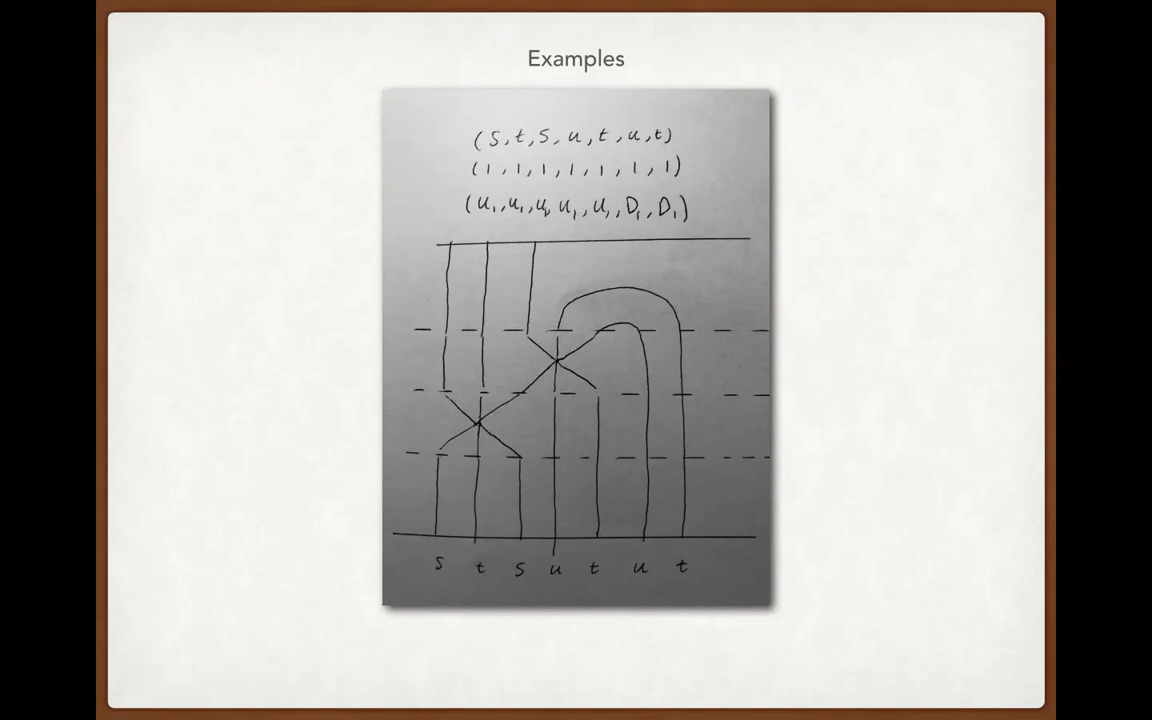 Examples
(s, t, s, u, t, u, t)
(1, 1, 1, 1, 1, 1, 1)
(U₁, U₁, U₁, U₁, U₁, D₁, D₁)
s t s u t u t